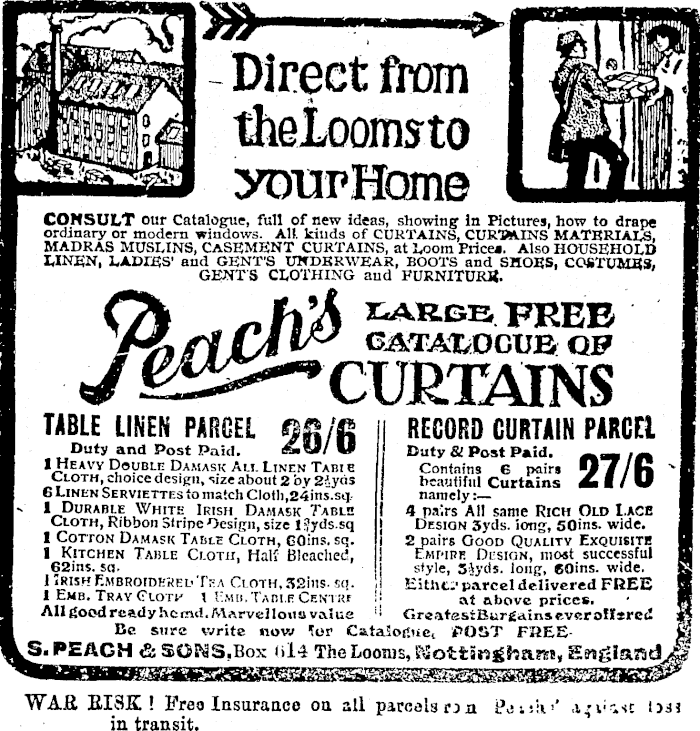 Direct from
the Looms to
your Home
CONSULT our Catalogue, full of new ideas, showing in Pictures, how to drape
ordinary or modern windows. All kinds of CURTAINS, CURTAINS MATERIALS,
MADRAS MUSLINS, CASEMENT CURTAINS, at Loom Prices. Also HOUSEHOLD
LINEN, LADIES' and GENT'S UNDERWEAR, BOOTS and SHOES, COSTUMES,
GENT'S CLOTHING and FURNITURE.
Peach's LARGE FREE
CATALOGUE OF
CURTAINS
TABLE LINEN PARCEL
Duty and Post Paid. 26/6
1 HEAVY DOUBLE DAMASK ALL LINEN TABLE
CLOTH, choice design, size about 2 by 2½yds
6 LINEN SERVIETTES to match Cloth, 24ins. sq.
1 DURABLE WHITE IRISH DAMASK TABLE
CLOTH, Ribbon Stripe Design, size yds. sq
1 COTTON DAMASK TABLE CLOTH, 60ins. sq.
1 KITCHEN TABLE CLOTH, Half Bleached,
62ins. sq.
1 IRISH EMBROIDERED TEA CLOTH, 32ins. sq.
1 EMB. TRAY CLOTH 1 EMB. TABLE CENTRE
All good ready hemd. Marvellous value
RECORD CURTAIN PARCEL
Duty & Post Paid.
Contains 6 pairs
beautiful Curtains 27/6
namely:—
4 pairs All same RICH OLD LACE
DESIGN 3yds. long, 50ins. wide.
2 pairs GOOD QUALITY EXQUISITE
EMPIRE DESIGN, most successful
style, 3½yds. long, 60ins. wide.
Either parcel delivered FREE
at above prices.
Greatest Bargains ever offered
Be sure write now for Catalogue, POST FREE.
S. PEACH & SONS, Box 614 The Looms, Nottingham, England
WAR RISK! Free Insurance on all parcels from Peachs' against loss
in transit.